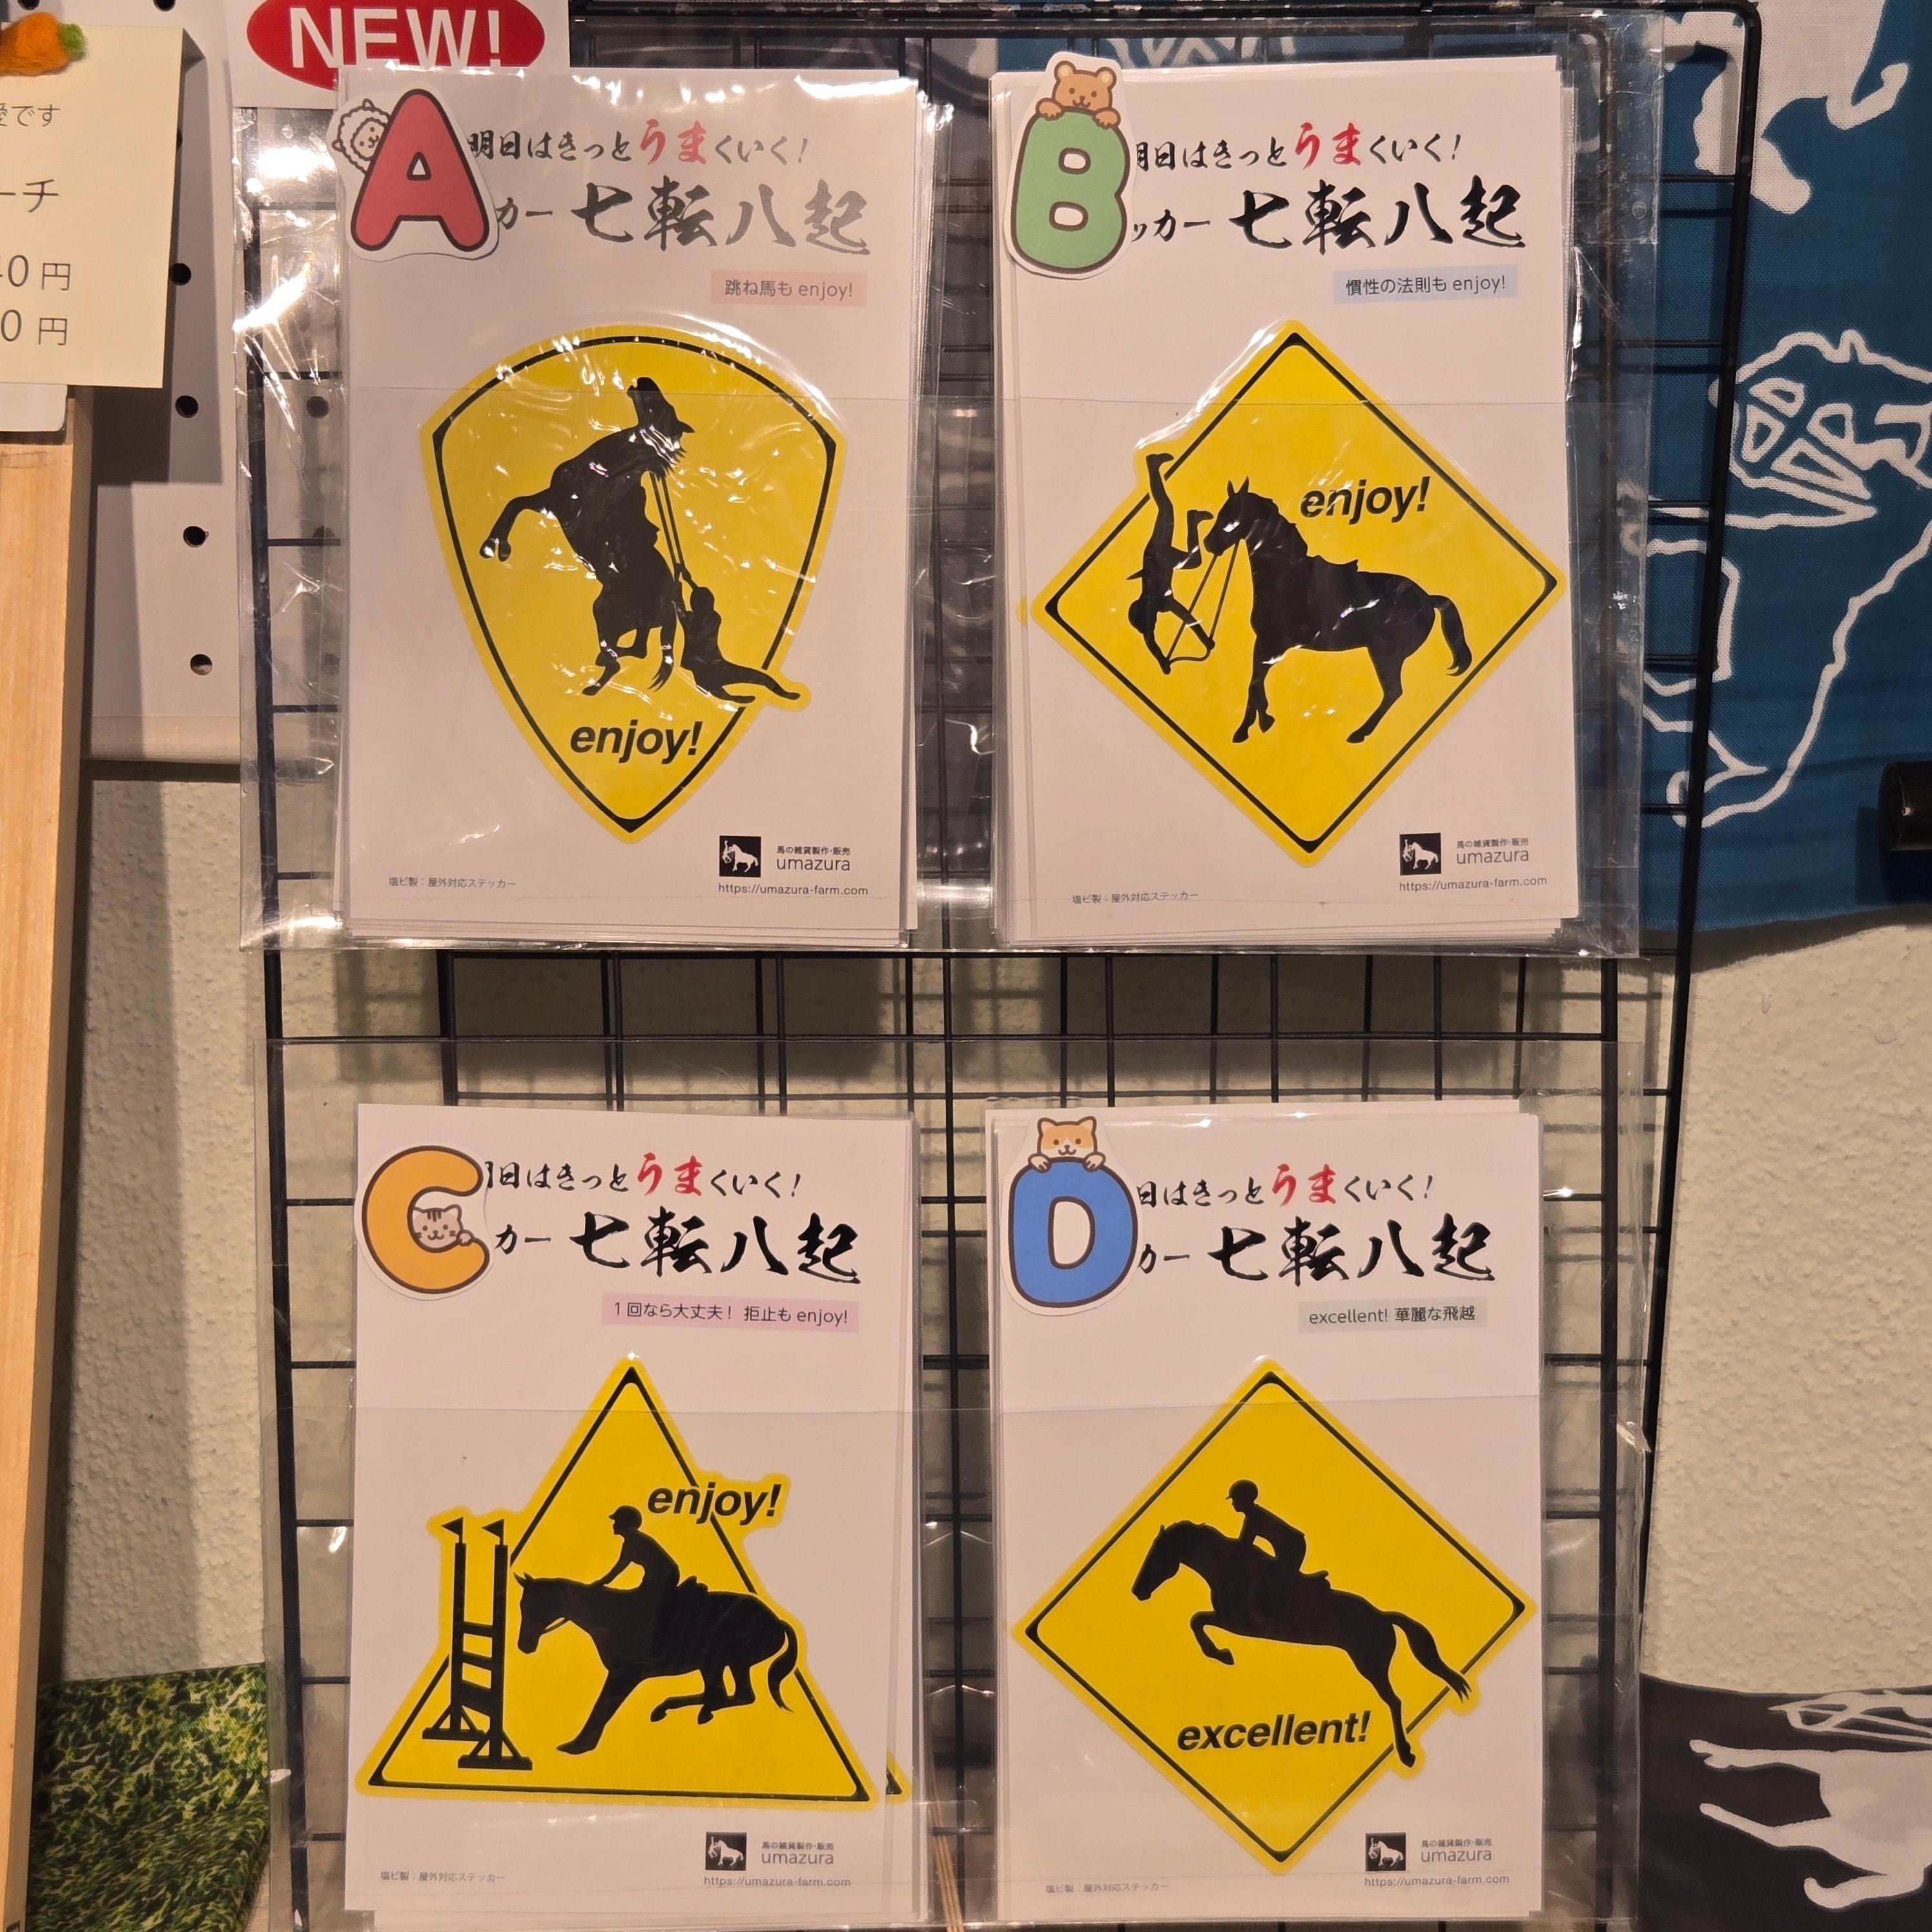 NEW!
愛です
ーチ
40 円
0 円
A
明日はきっとうまくいく!
カー 七転八起
跳ね馬も enjoy!
enjoy!
馬の雑貨製作・販売
umazura
https://umazura-farm.com
塩ビ製:屋外対応ステッカー
B
明日はきっとうまくいく!
ッカー 七転八起
慣性の法則も enjoy!
enjoy!
馬の雑貨製作・販売
umazura
https://umazura-farm.com
塩ビ製:屋外対応ステッカー
C
日はきっとうまくいく!
カー 七転八起
1回なら大丈夫! 拒止も enjoy!
enjoy!
馬の雑貨製作・販売
umazura
https://umazura-farm.com
塩ビ製:屋外対応ステッカー
D
日はきっとうまくいく!
カー 七転八起
excellent! 華麗な飛越
excellent!
馬の雑貨製作・販売
umazura
https://umazura-farm.com
塩ビ製:屋外対応ステッカー